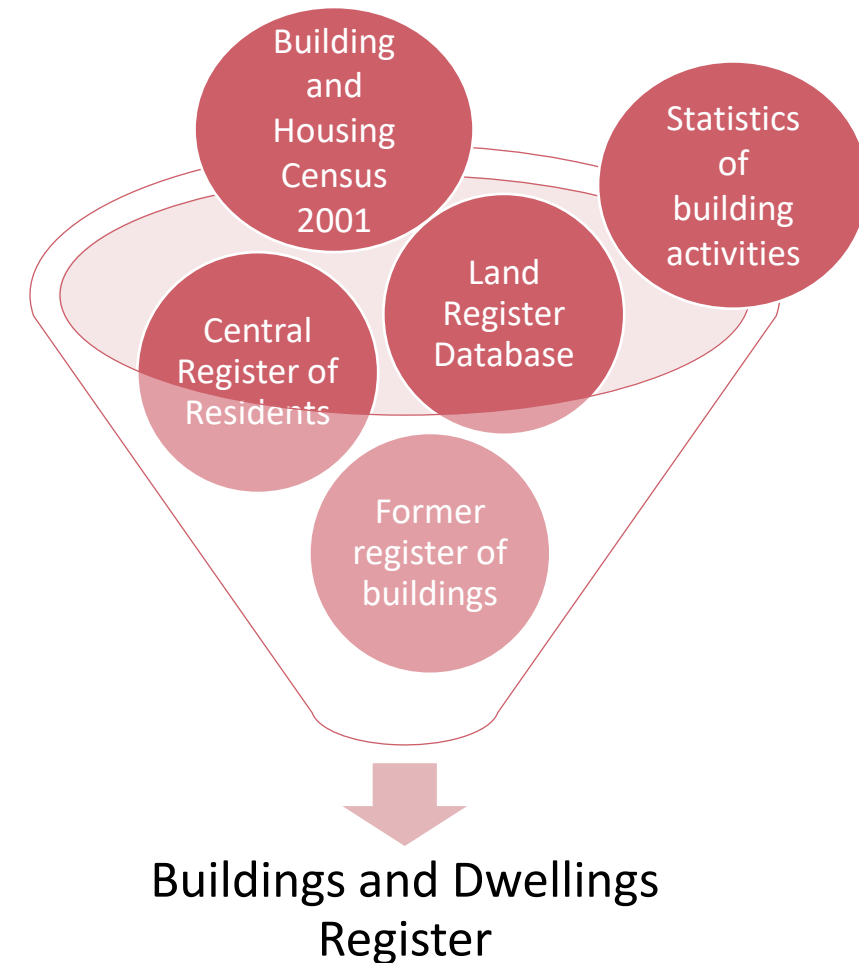 Building
and
Housing
Census
2001
Statistics
of
building
activities
Land
Register
Database
Central
Register of
Residents
Former
register of
buildings
Buildings and Dwellings
Register